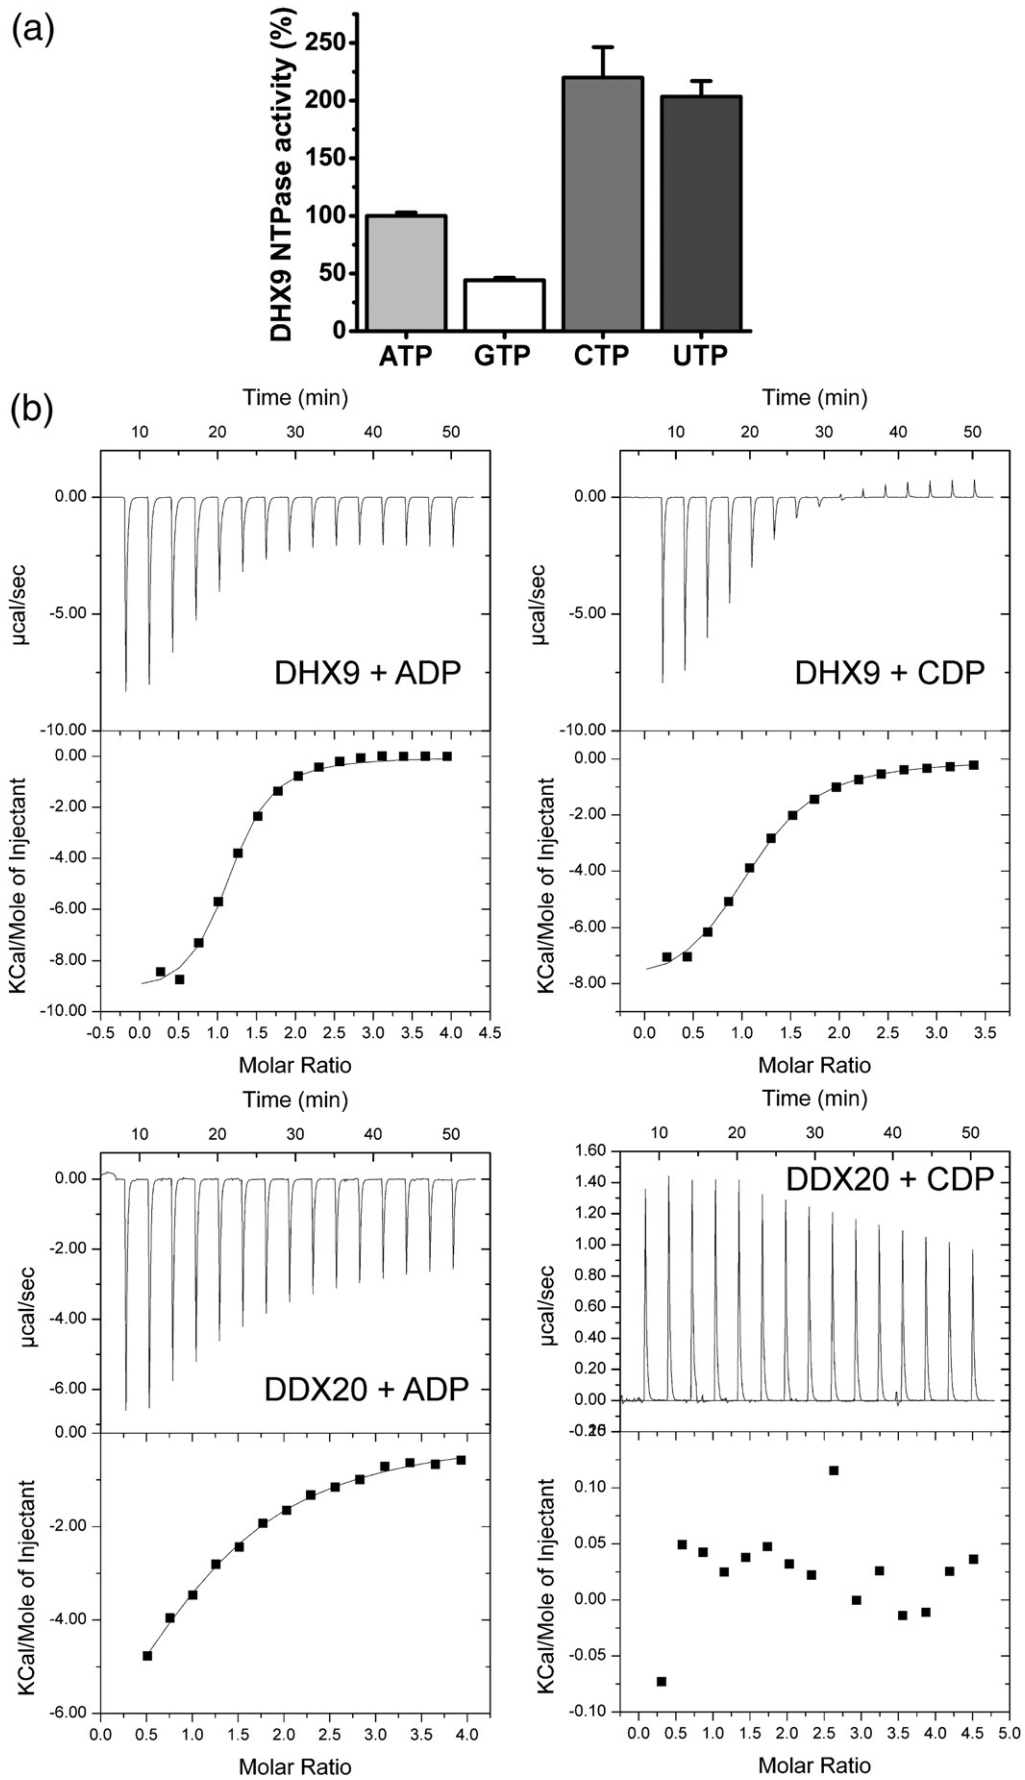 (a)
DHX9 NTPase activity (%)
250
200
150
100
50
0
ATP GTP CTP UTP
(b)
Time (min)
10 20 30 40 50
0.00
-5.00
-10.00
µcal/sec
DHX9 + ADP
0.00
-2.00
-4.00
-6.00
-8.00
-10.00
KCal/Mole of Injectant
-0.5 0.0 0.5 1.0 1.5 2.0 2.5 3.0 3.5 4.0 4.5
Molar Ratio
Time (min)
10 20 30 40 50
0.00
-5.00
-10.00
µcal/sec
DHX9 + CDP
0.00
-2.00
-4.00
-6.00
-8.00
KCal/Mole of Injectant
0.0 0.5 1.0 1.5 2.0 2.5 3.0 3.5
Molar Ratio
Time (min)
10 20 30 40 50
0.00
-2.00
-4.00
-6.00
µcal/sec
DDX20 + ADP
0.00
-2.00
-4.00
-6.00
KCal/Mole of Injectant
0.0 0.5 1.0 1.5 2.0 2.5 3.0 3.5 4.0
Molar Ratio
Time (min)
10 20 30 40 50
1.60
1.40
1.20
1.00
0.80
0.60
0.40
0.20
0.00
µcal/sec
DDX20 + CDP
0.10
0.05
0.00
-0.05
-0.10
KCal/Mole of Injectant
0.0 0.5 1.0 1.5 2.0 2.5 3.0 3.5 4.0 4.5 5.0
Molar Ratio